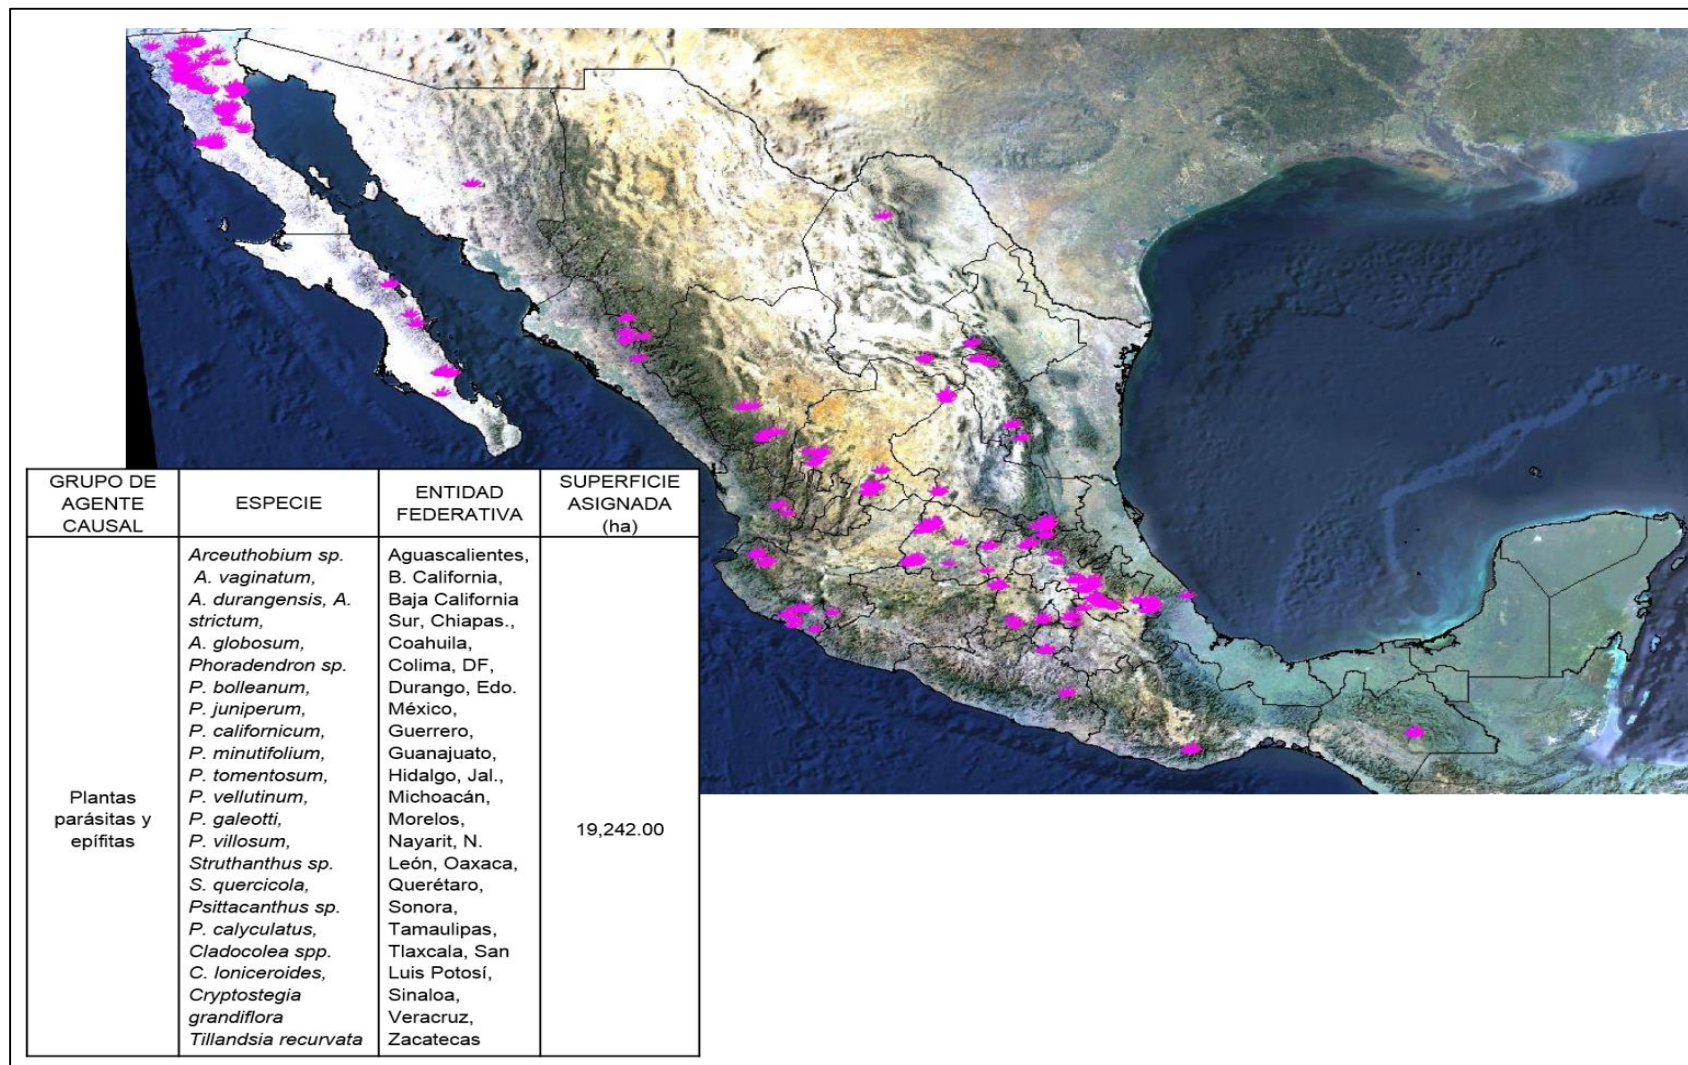 GRUPO DE
AGENTE
CAUSAL
ESPECIE
ENTIDAD
FEDERATIVA
SUPERFICIE
ASIGNADA
(ha)
Plantas
parásitas y
epífitas
Arceuthobium sp.
A. vaginatum,
A. durangensis, A.
strictum,
A. globosum,
Phoradendron sp.
P. bolleanum,
P. juniperum,
P. californicum,
P. minutifolium,
P. tomentosum,
P. vellutinum,
P. galeotti,
P. villosum,
Struthanthus sp.
S. quercicola,
Psittacanthus sp.
P. calyculatus,
Cladocolea spp.
C. loniceroides,
Cryptostegia
grandiflora
Tillandsia recurvata
Aguascalientes,
B. California,
Baja California
Sur, Chiapas.,
Coahuila,
Colima, DF,
Durango, Edo.
México,
Guerrero,
Guanajuato,
Hidalgo, Jal.,
Michoacán,
Morelos,
Nayarit, N.
León, Oaxaca,
Querétaro,
Sonora,
Tamaulipas,
Tlaxcala, San
Luis Potosí,
Sinaloa,
Veracruz,
Zacatecas
19,242.00